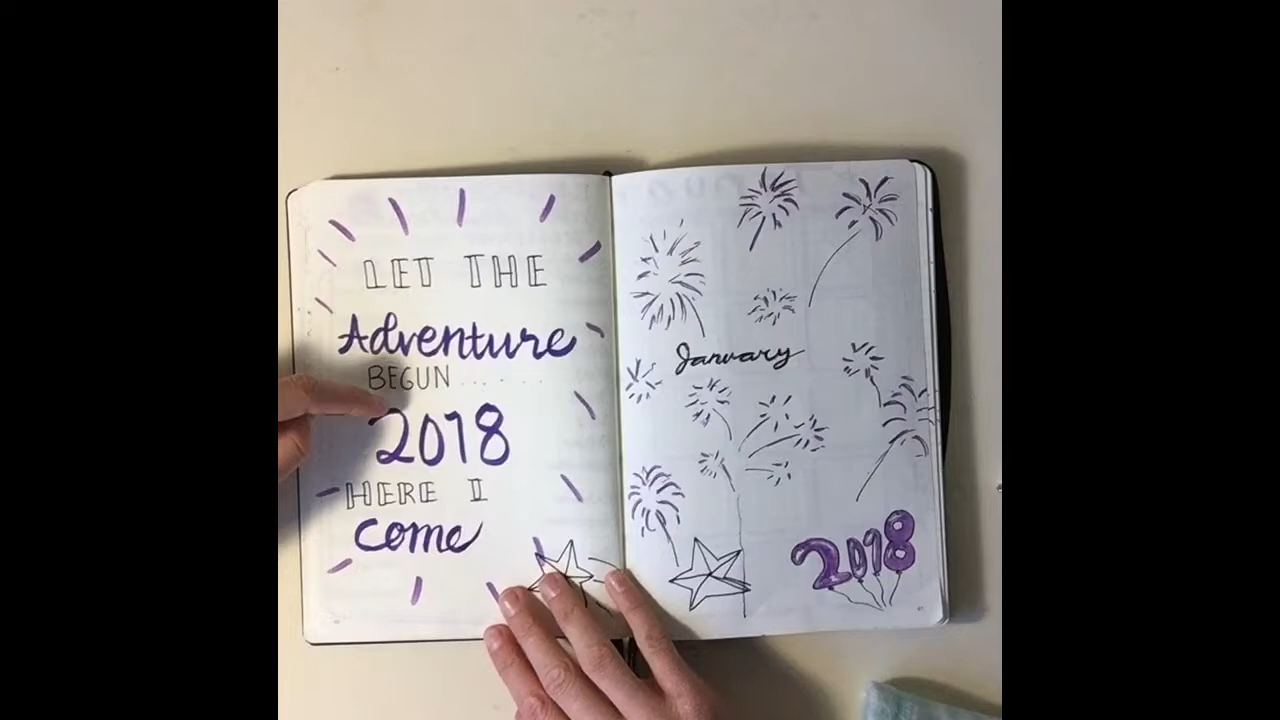 LET THE
Adventure
BEGUN.......
2018
HERE I
come
January
2018